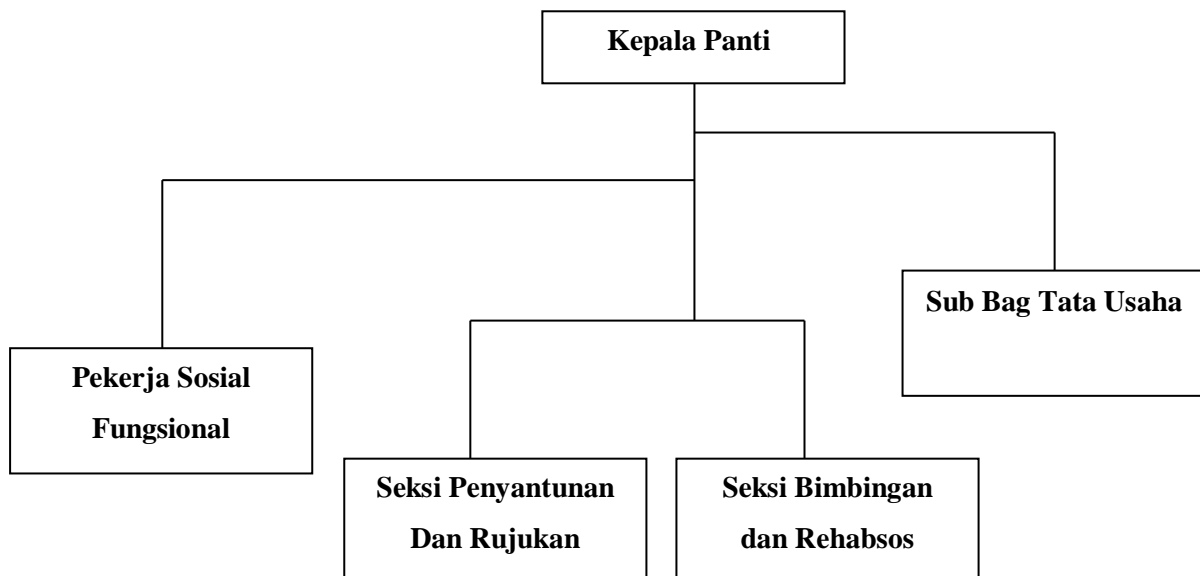 Kepala Panti
Sub Bag Tata Usaha
Pekerja Sosial
Fungsional
Seksi Penyantunan
Dan Rujukan
Seksi Bimbingan
dan Rehabsos